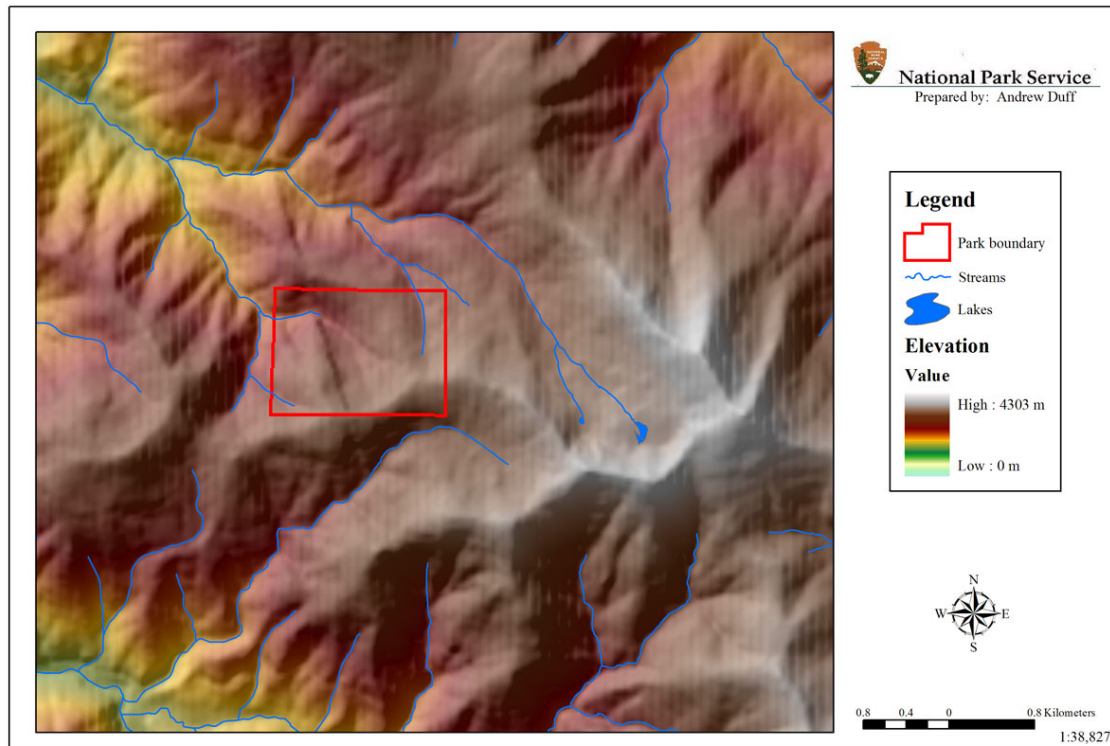 National Park Service
Prepared by: Andrew Duff
Legend
Park boundary
Streams
Lakes
Elevation
Value
High : 4303 m
Low : 0 m
N
W E
S
0.8 0.4 0 0.8 Kilometers
1:38,827